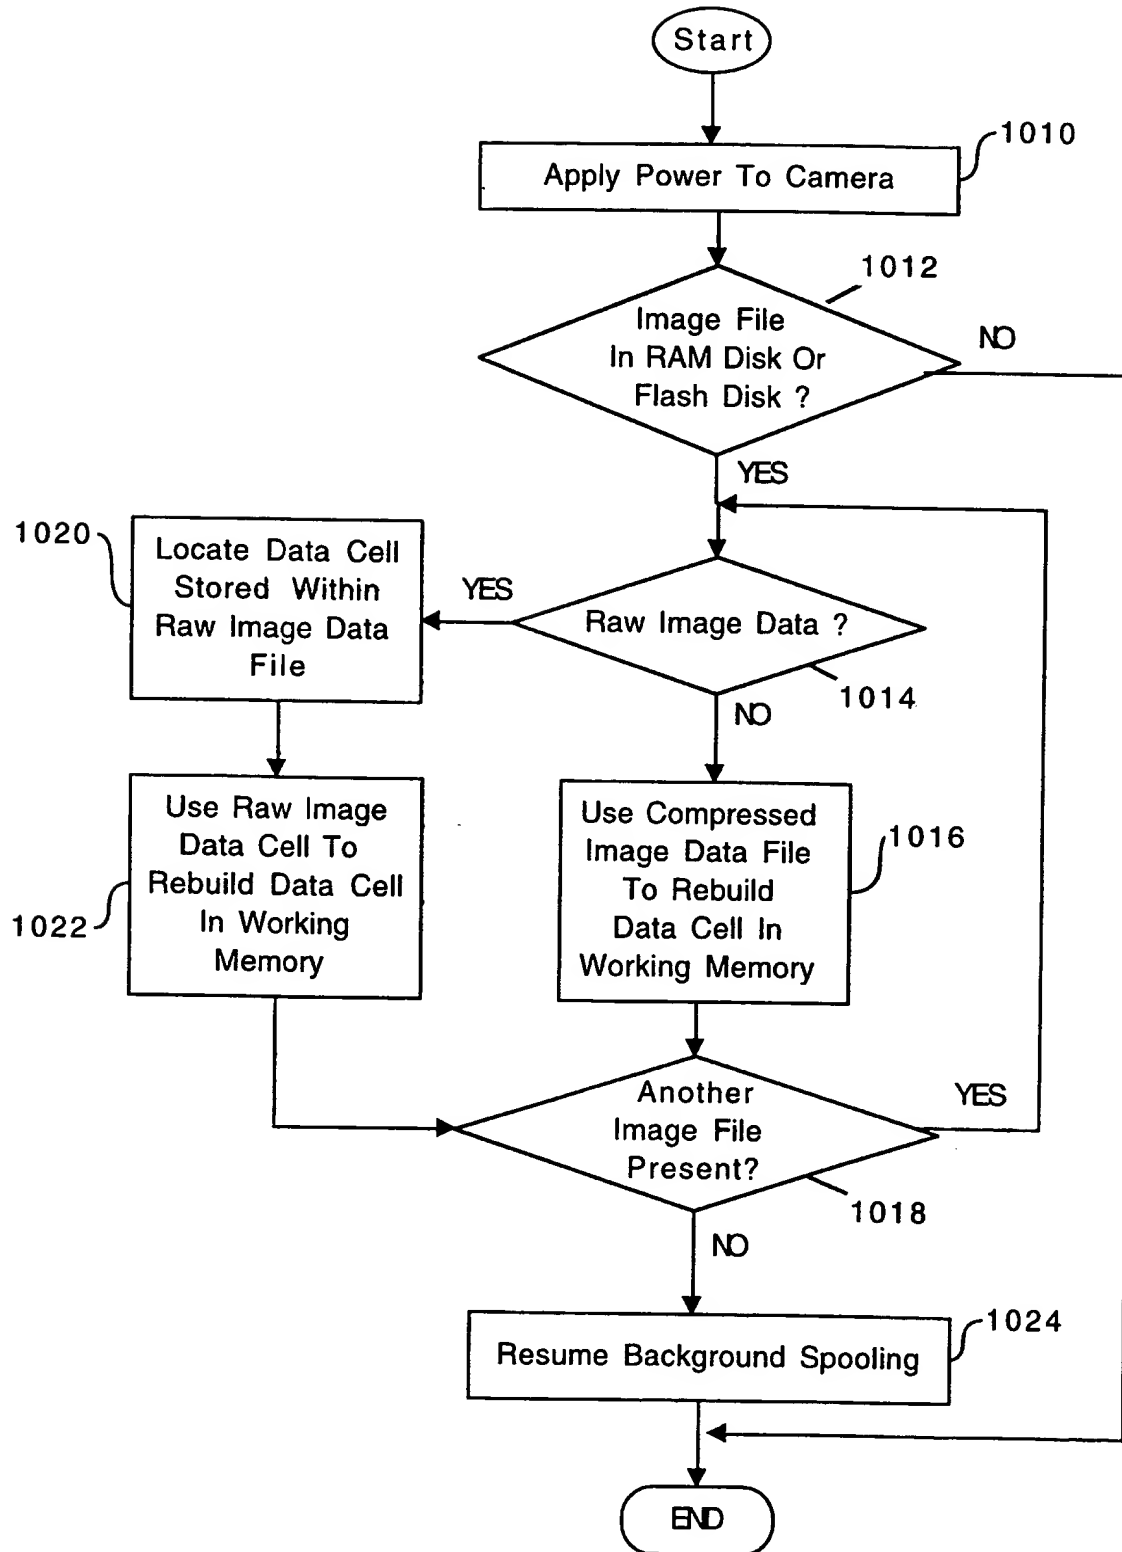 Start
1010
Apply Power To Camera
1012
Image File
In RAM Disk Or
Flash Disk ?
NO
YES
1020
Locate Data Cell
Stored Within
Raw Image Data
File
YES
Raw Image Data ?
1014
NO
Use Raw Image
Data Cell To
Rebuild Data Cell
In Working
Memory
1022
Use Compressed
Image Data File
To Rebuild
Data Cell In
Working Memory
1016
Another
Image File
Present?
YES
1018
NO
1024
Resume Background Spooling
END